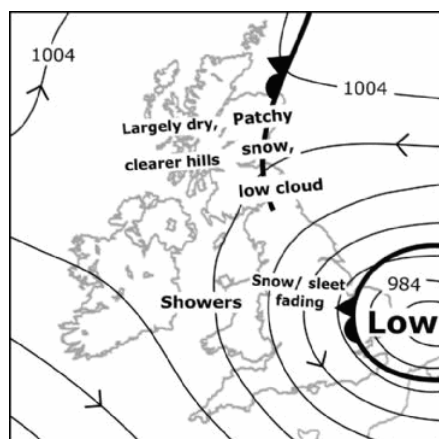 1004
1004
Largely dry,
clearer hills
Patchy
snow,
low cloud
Snow/ sleet
fading
Showers
984
Low